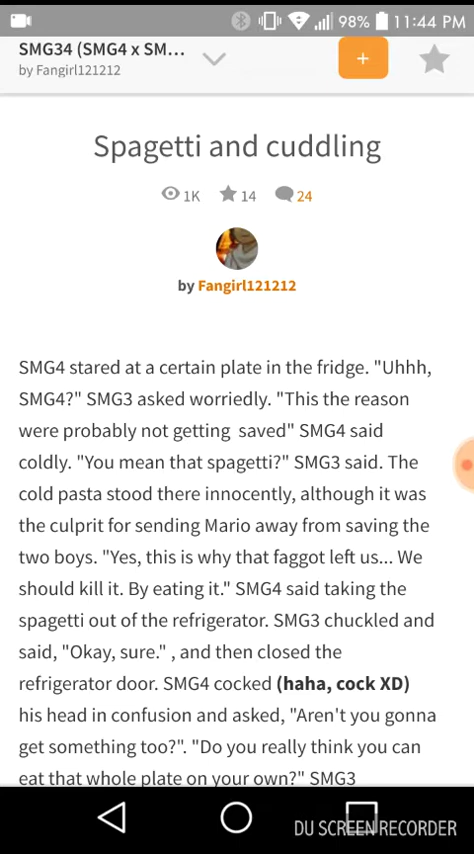 98% 11:44 PM
SMG34 (SMG4 x SM...
by Fangirl121212
+
Spagetti and cuddling
1K 14 24
by Fangirl121212
SMG4 stared at a certain plate in the fridge. "Uhhh,
SMG4?" SMG3 asked worriedly. "This the reason
were probably not getting saved" SMG4 said
coldly. "You mean that spagetti?" SMG3 said. The
cold pasta stood there innocently, although it was
the culprit for sending Mario away from saving the
two boys. "Yes, this is why that faggot left us... We
should kill it. By eating it." SMG4 said taking the
spagetti out of the refrigerator. SMG3 chuckled and
said, "Okay, sure." , and then closed the
refrigerator door. SMG4 cocked (haha, cock XD)
his head in confusion and asked, "Aren't you gonna
get something too?". "Do you really think you can
eat that whole plate on your own?" SMG3
DU SCREEN RECORDER